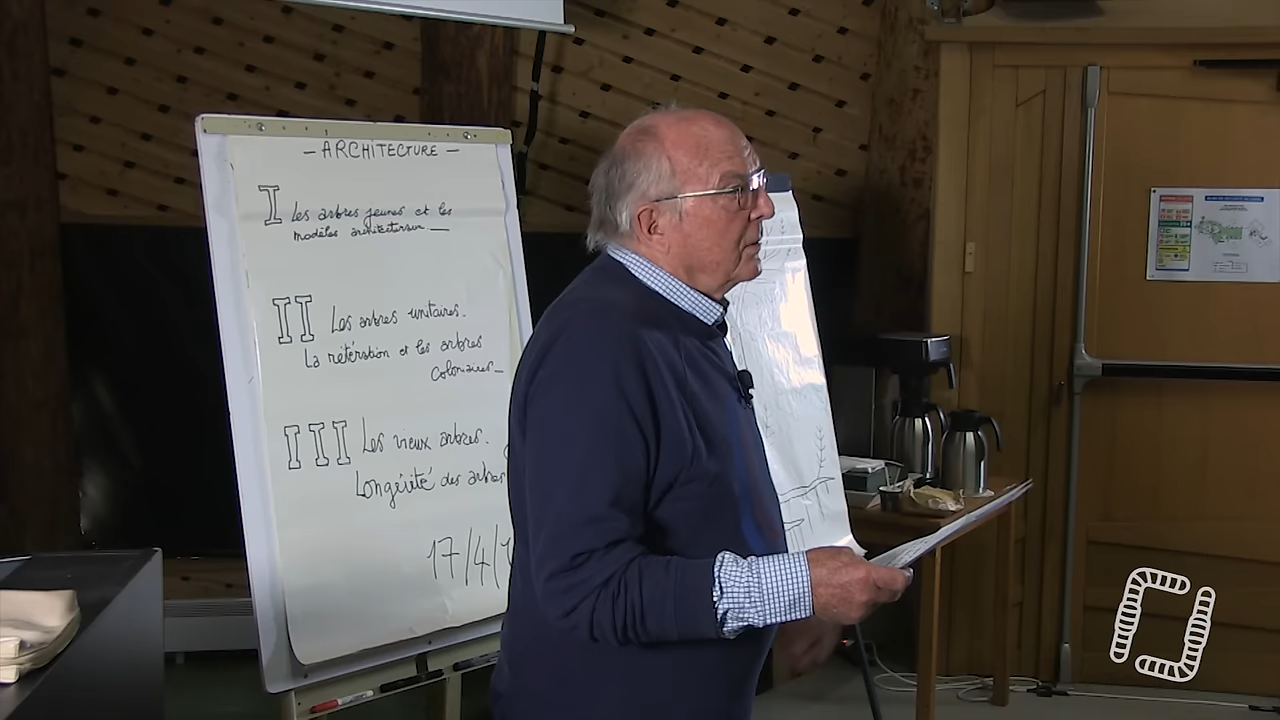 - ARCHITECTURE -
I Les arbres jeunes et les
modèles architecturaux
II Les arbres unitaires.
La réitération et les arbres
coloniaires
III Les vieux arbres.
Longévité des arbres
17/4/